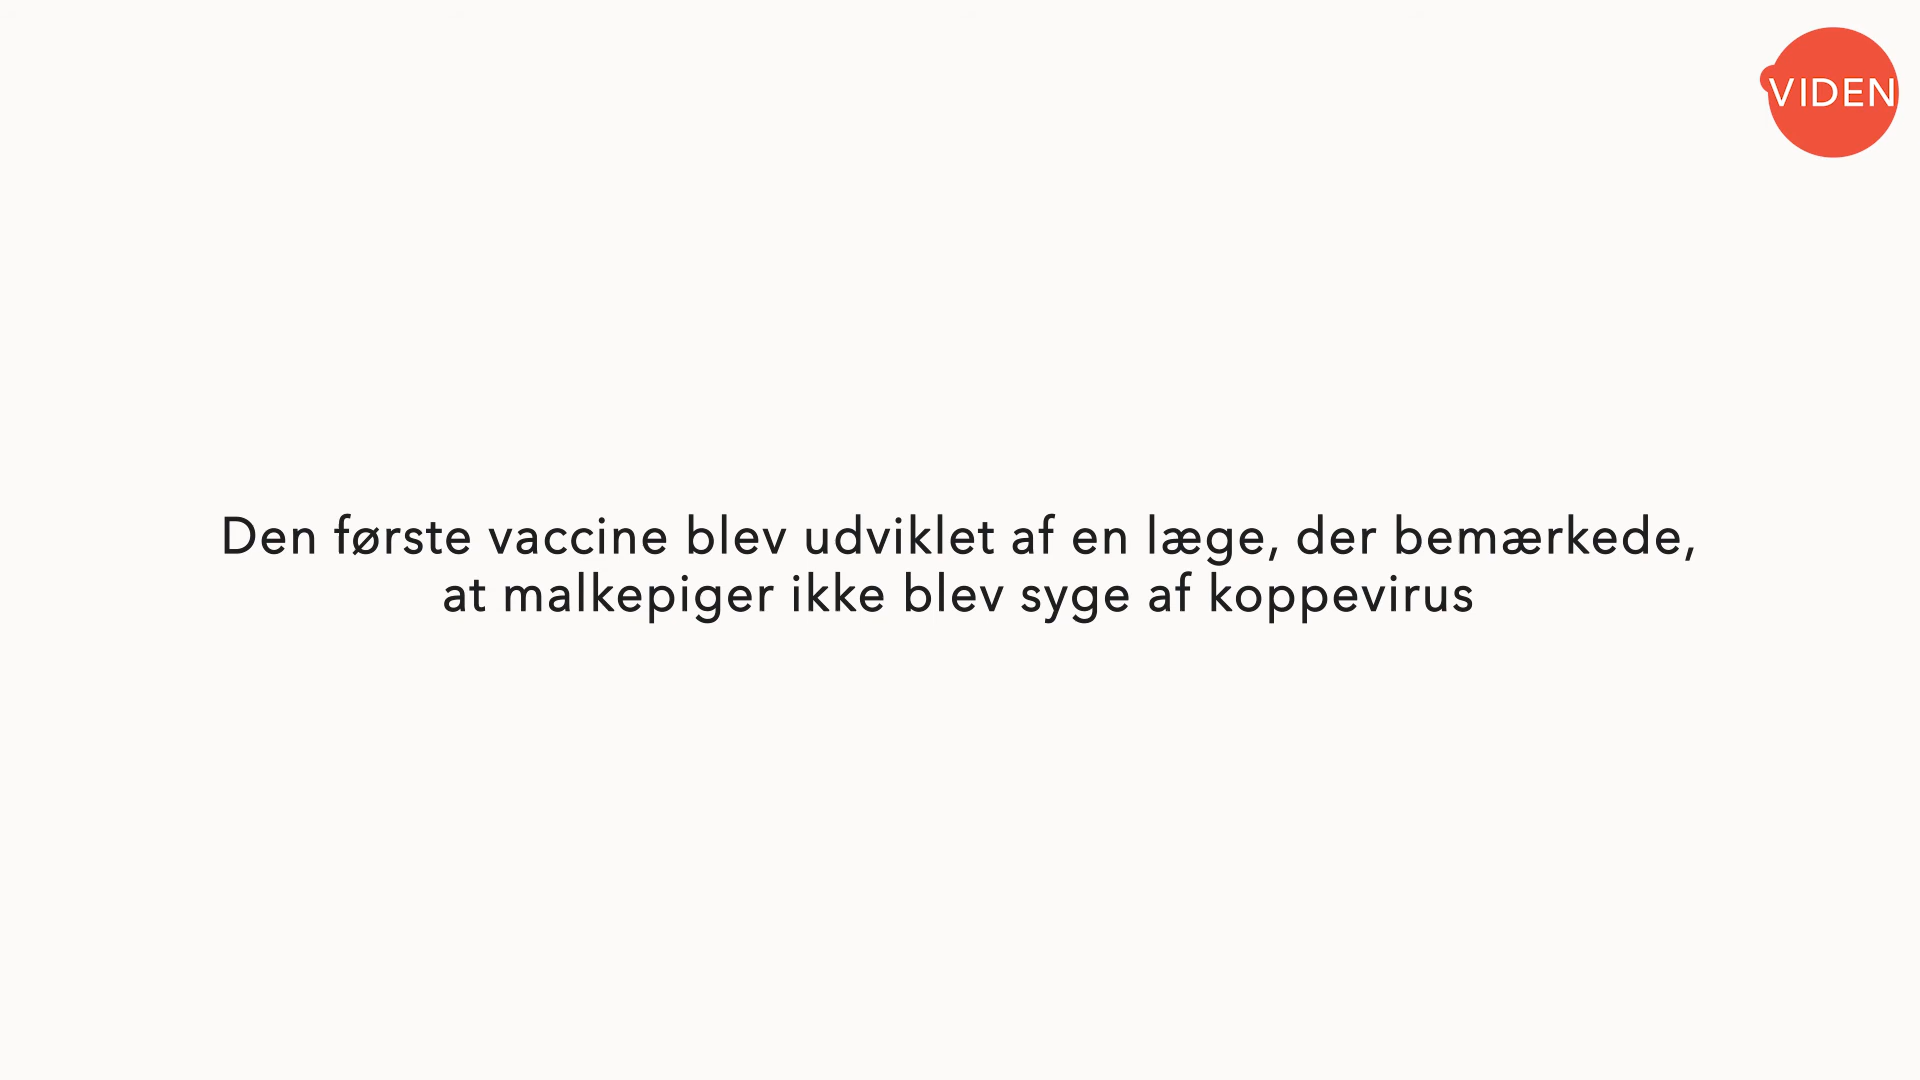 VIDEN
Den første vaccine blev udviklet af en læge, der bemærkede,
at malkepiger ikke blev syge af koppevirus